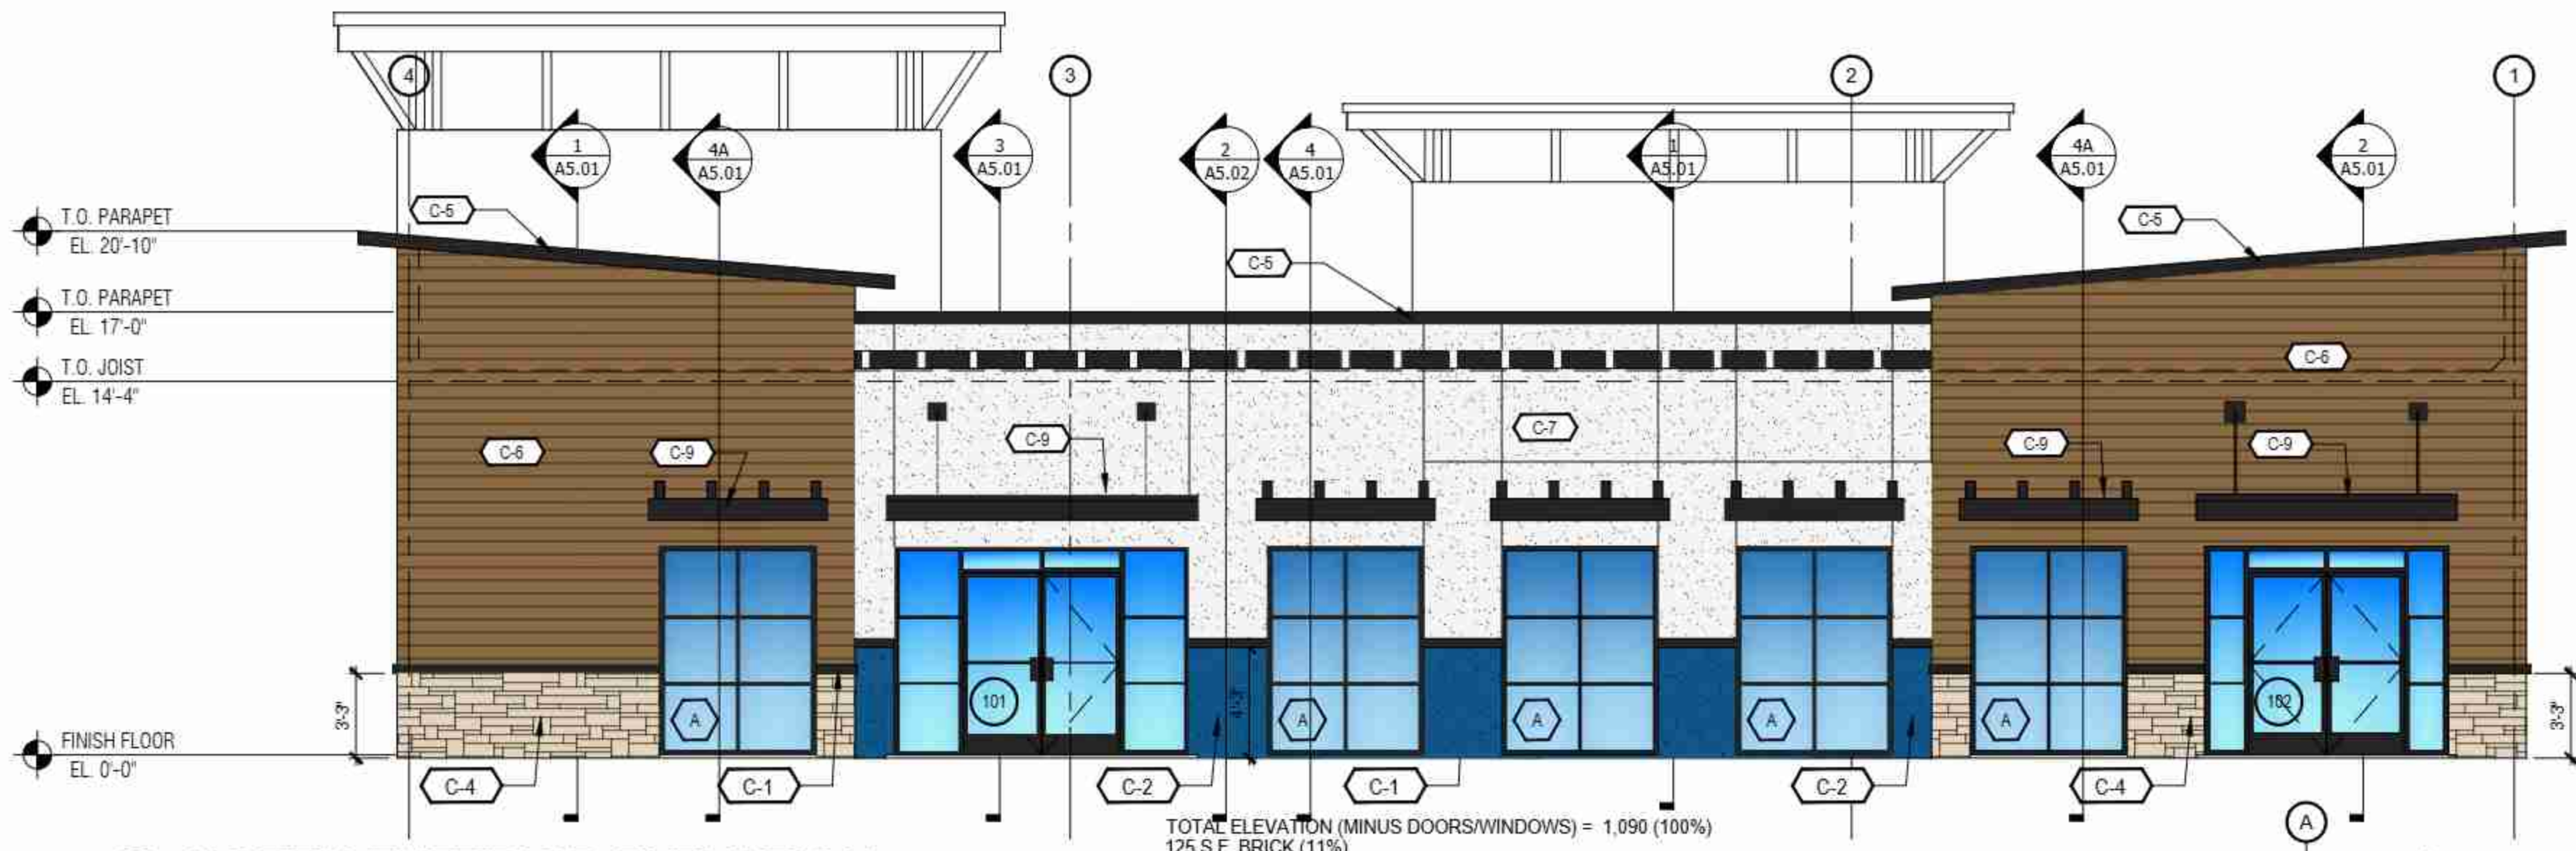 4
3
2
1
1
A5.01
4A
A5.01
3
A5.01
2
A5.02
4
A5.01
1
A5.01
4A
A5.01
2
A5.01
T.O. PARAPET
EL. 20'-10"
C-5
C-5
C-5
T.O. PARAPET
EL. 17'-0"
T.O. JOIST
EL. 14'-4"
C-6
C-6
C-9
C-9
C-7
C-9
C-9
3'-3"
A
101
4'-3"
A
A
A
A
102
3'-3"
FINISH FLOOR
EL. 0'-0"
C-4
C-1
C-2
C-1
C-2
C-4
A
TOTAL ELEVATION (MINUS DOORS/WINDOWS) = 1,090 (100%)
125 S.F. BRICK (11%)